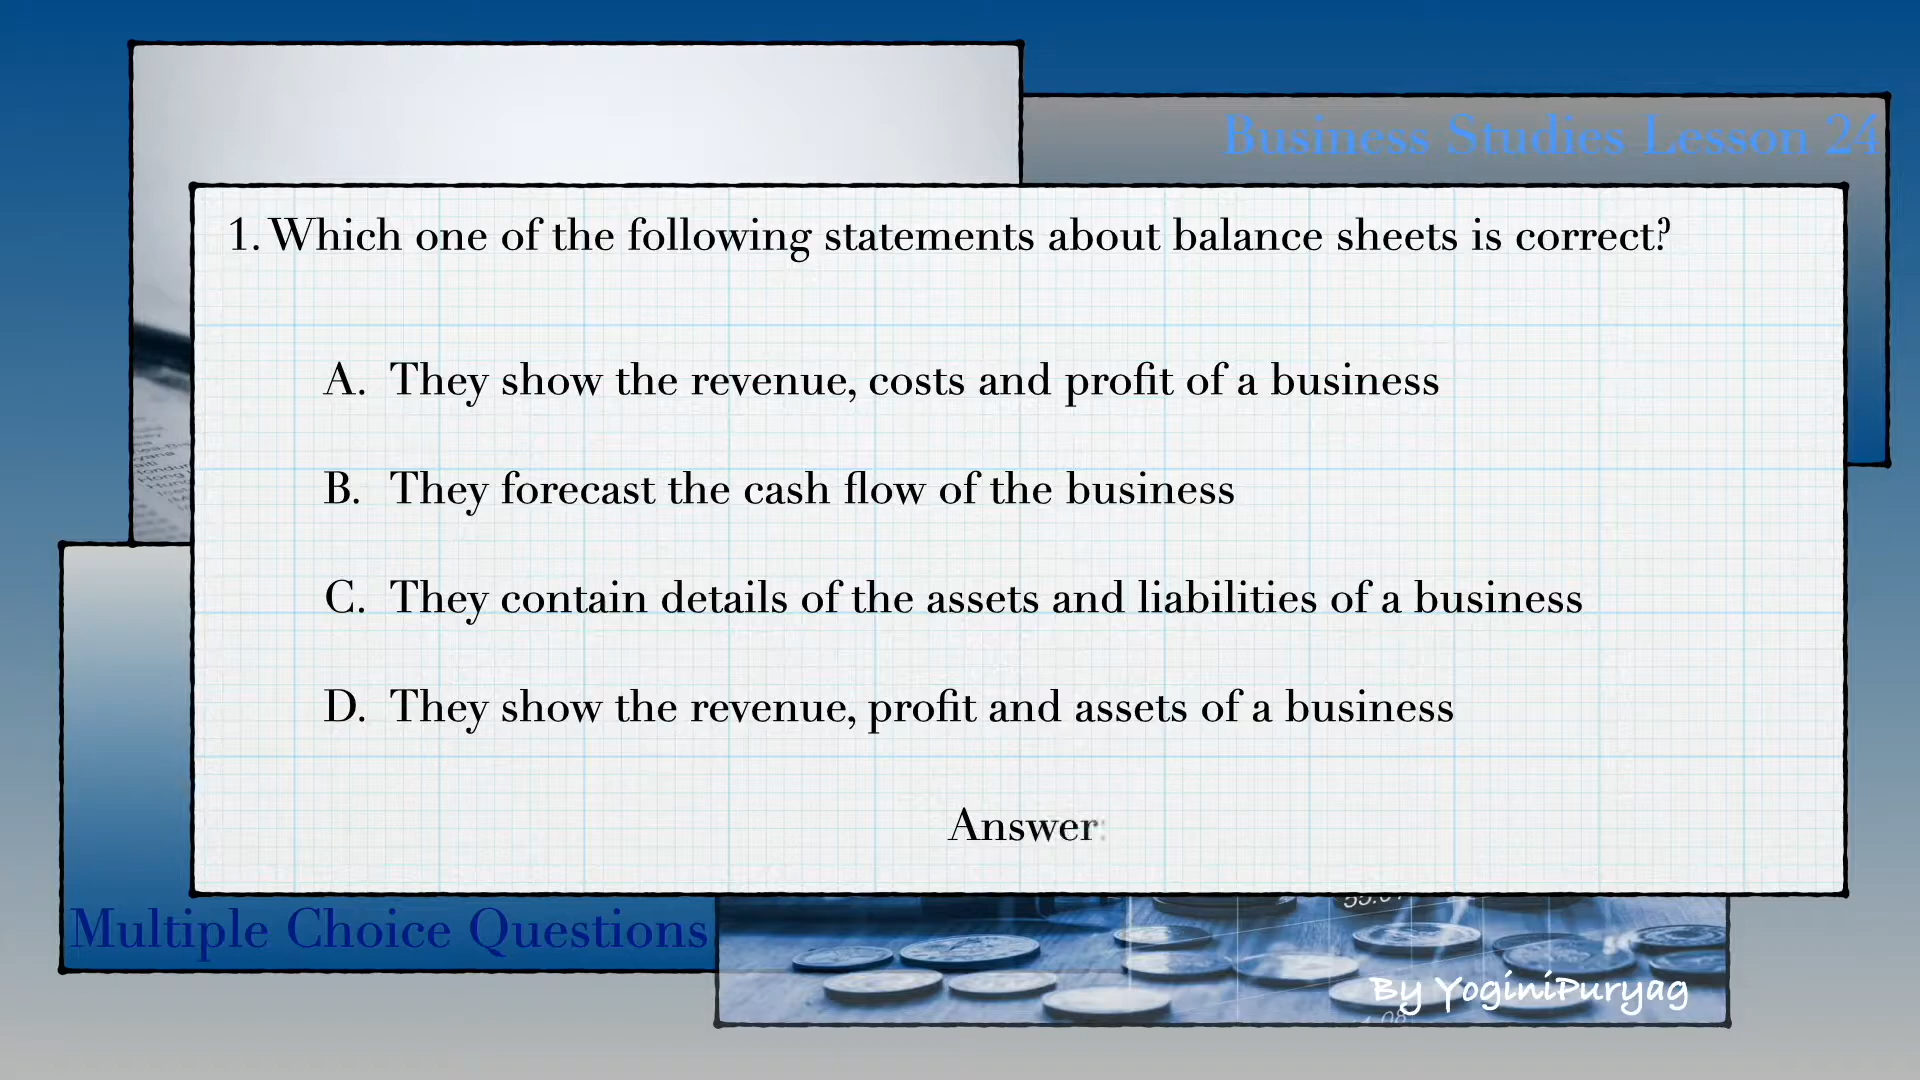 Business Studies Lesson 24
1. Which one of the following statements about balance sheets is correct?
A. They show the revenue, costs and profit of a business
B. They forecast the cash flow of the business
C. They contain details of the assets and liabilities of a business
D. They show the revenue, profit and assets of a business
Answer:
Multiple Choice Questions
By YoginiPuryag